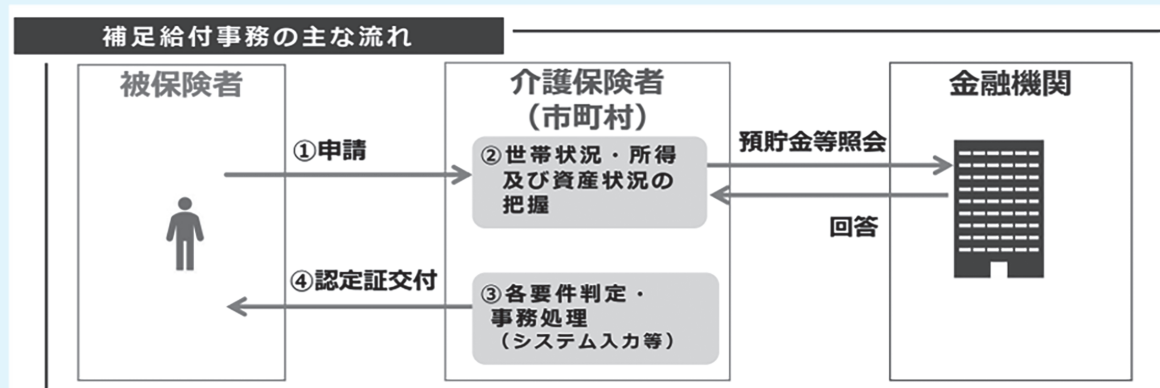 補足給付事務の主な流れ
被保険者
介護保険者
（市町村）
金融機関
①申請
②世帯状況・所得
及び資産状況の
把握
預貯金等照会
回答
③各要件判定・
事務処理
（システム入力等）
④認定証交付